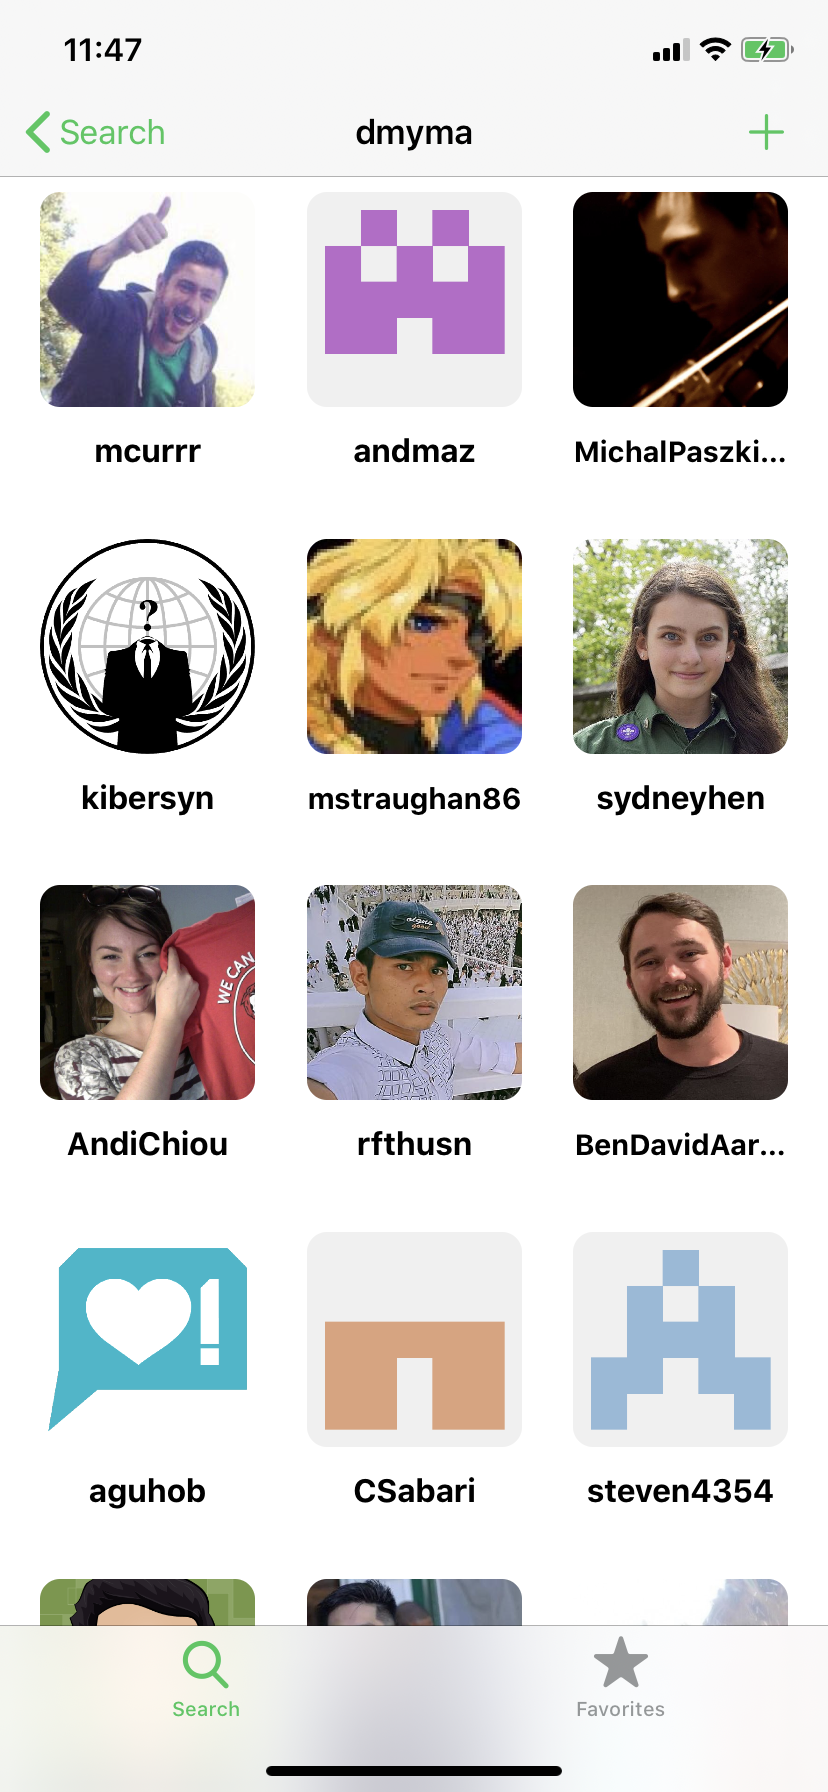 11:47
Search
dmyma
mcurrr
andmaz
MichalPaszki...
?
kibersyn
mstraughan86
sydneyhen
WE CAN
AndiChiou
rfthusn
BenDavidAar...
!
aguhob
CSabari
steven4354
Search
Favorites